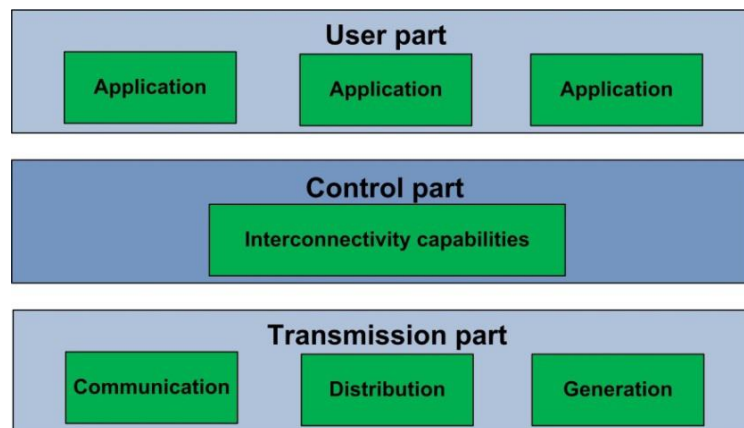 User part
Application
Application
Application
Control part
Interconnectivity capabilities
Transmission part
Communication
Distribution
Generation